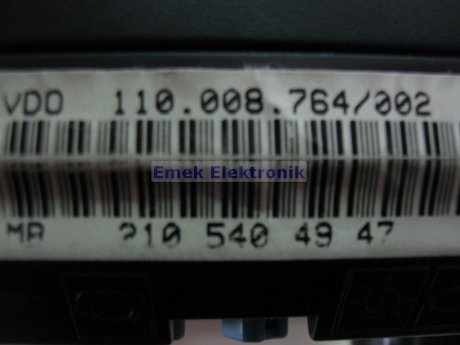 VDO 110.008.764/002
Emek Elektronik
MB 210 540 49 47